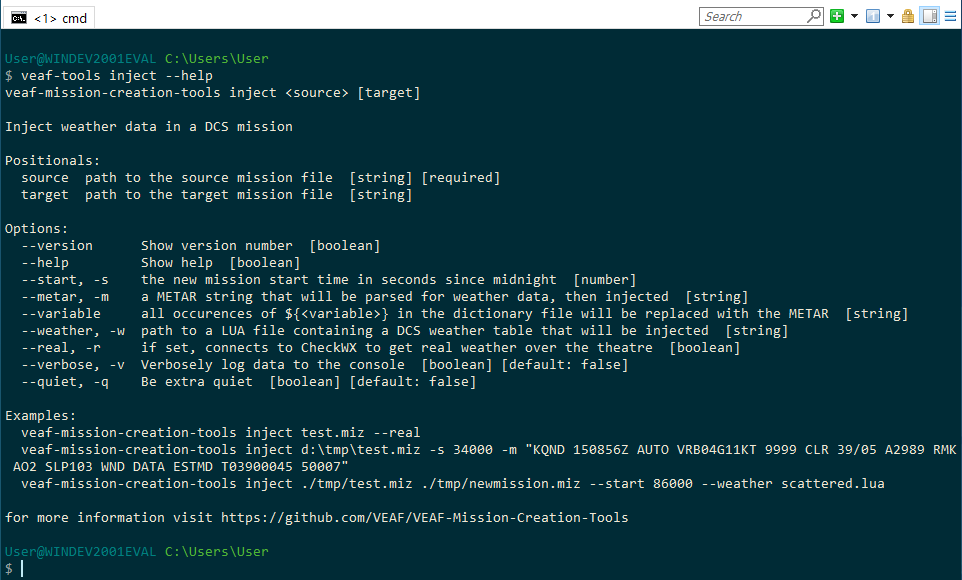 <1> cmd
Search
User@WINDEV2001EVAL C:\Users\User
$ veaf-tools inject --help
veaf-mission-creation-tools inject <source> [target]
Inject weather data in a DCS mission
Positionals:
source  path to the source mission file  [string] [required]
target  path to the target mission file  [string]
Options:
--version      Show version number  [boolean]
--help         Show help  [boolean]
--start, -s    the new mission start time in seconds since midnight  [number]
--metar, -m    a METAR string that will be parsed for weather data, then injected  [string]
--variable     all occurences of ${<variable>} in the dictionary file will be replaced with the METAR  [string]
--weather, -w  path to a LUA file containing a DCS weather table that will be injected  [string]
--real, -r     if set, connects to CheckWX to get real weather over the theatre  [boolean]
--verbose, -v  Verbosely log data to the console  [boolean] [default: false]
--quiet, -q    Be extra quiet  [boolean] [default: false]
Examples:
veaf-mission-creation-tools inject test.miz --real
veaf-mission-creation-tools inject d:\tmp\test.miz -s 34000 -m "KQND 150856Z AUTO VRB04G11KT 9999 CLR 39/05 A2989 RMK
AO2 SLP103 WND DATA ESTMD T03900045 50007"
veaf-mission-creation-tools inject ./tmp/test.miz ./tmp/newmission.miz --start 86000 --weather scattered.lua
for more information visit https://github.com/VEAF/VEAF-Mission-Creation-Tools
User@WINDEV2001EVAL C:\Users\User
$